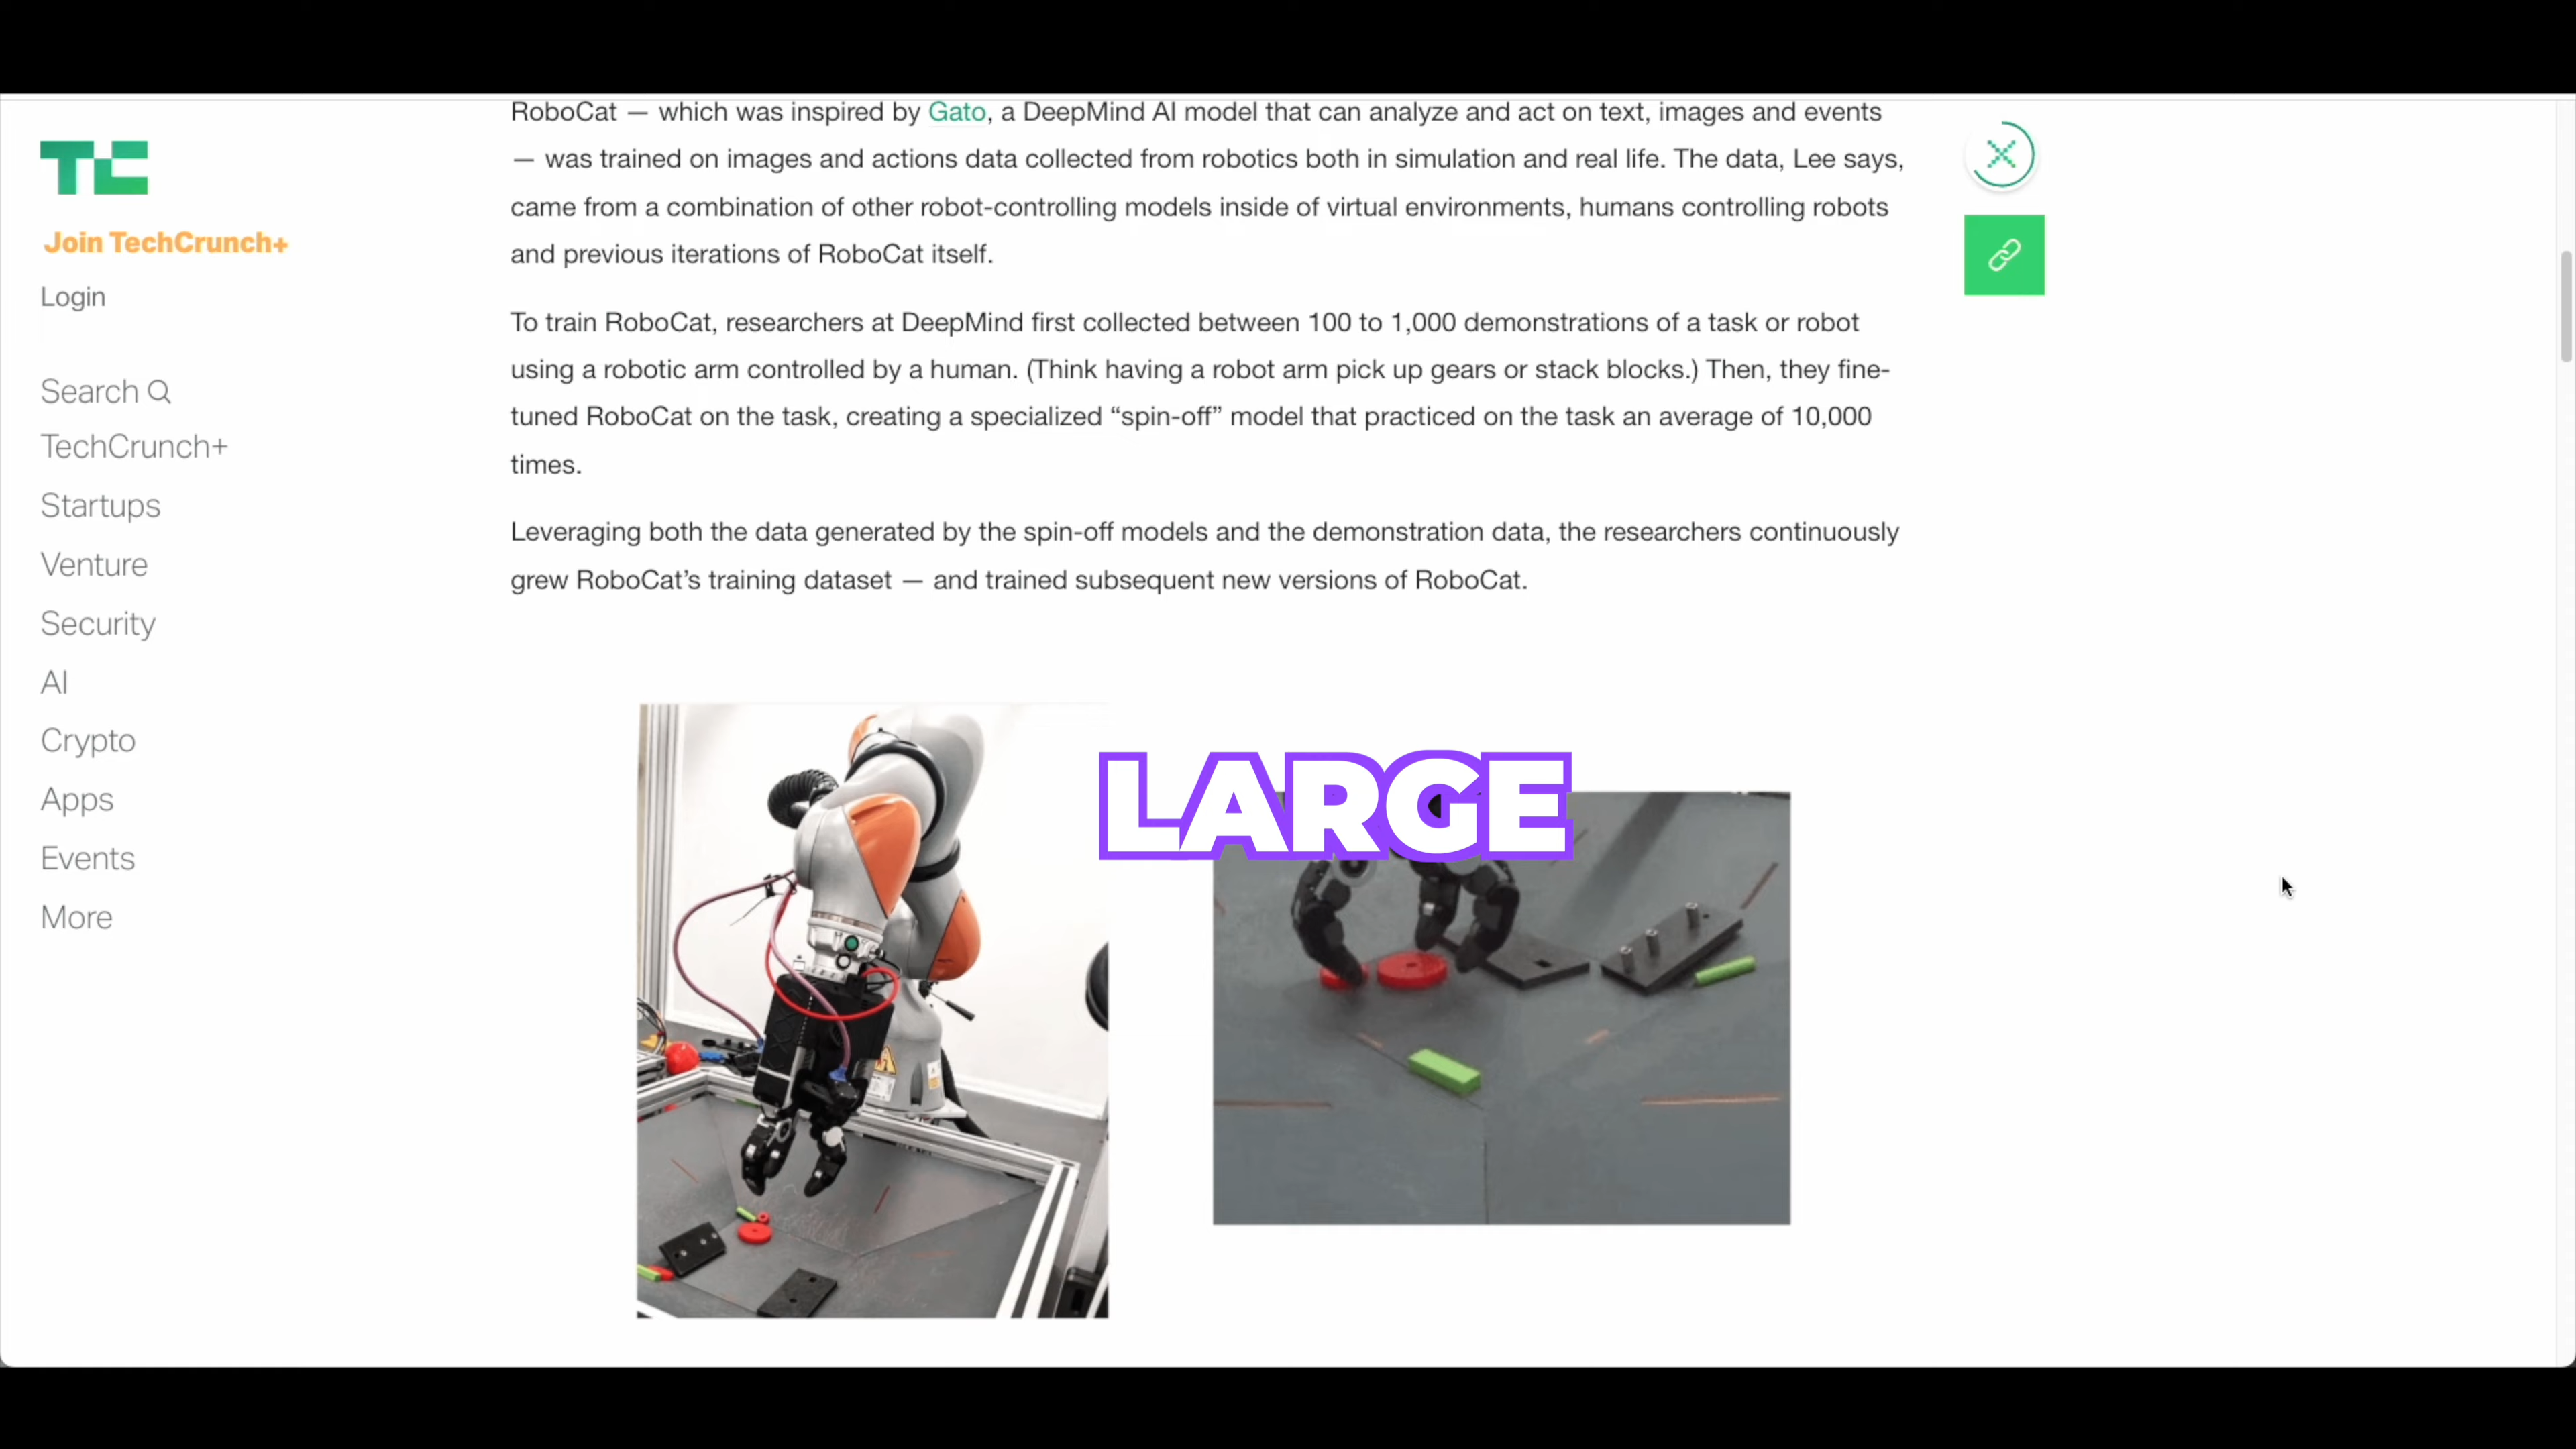 TC
Join TechCrunch+
Login
Search
TechCrunch+
Startups
Venture
Security
AI
Crypto
Apps
Events
More
RoboCat — which was inspired by Gato, a DeepMind AI model that can analyze and act on text, images and events
— was trained on images and actions data collected from robotics both in simulation and real life. The data, Lee says,
came from a combination of other robot-controlling models inside of virtual environments, humans controlling robots
and previous iterations of RoboCat itself.
To train RoboCat, researchers at DeepMind first collected between 100 to 1,000 demonstrations of a task or robot
using a robotic arm controlled by a human. (Think having a robot arm pick up gears or stack blocks.) Then, they fine-
tuned RoboCat on the task, creating a specialized “spin-off” model that practiced on the task an average of 10,000
times.
Leveraging both the data generated by the spin-off models and the demonstration data, the researchers continuously
grew RoboCat’s training dataset — and trained subsequent new versions of RoboCat.
LARGE